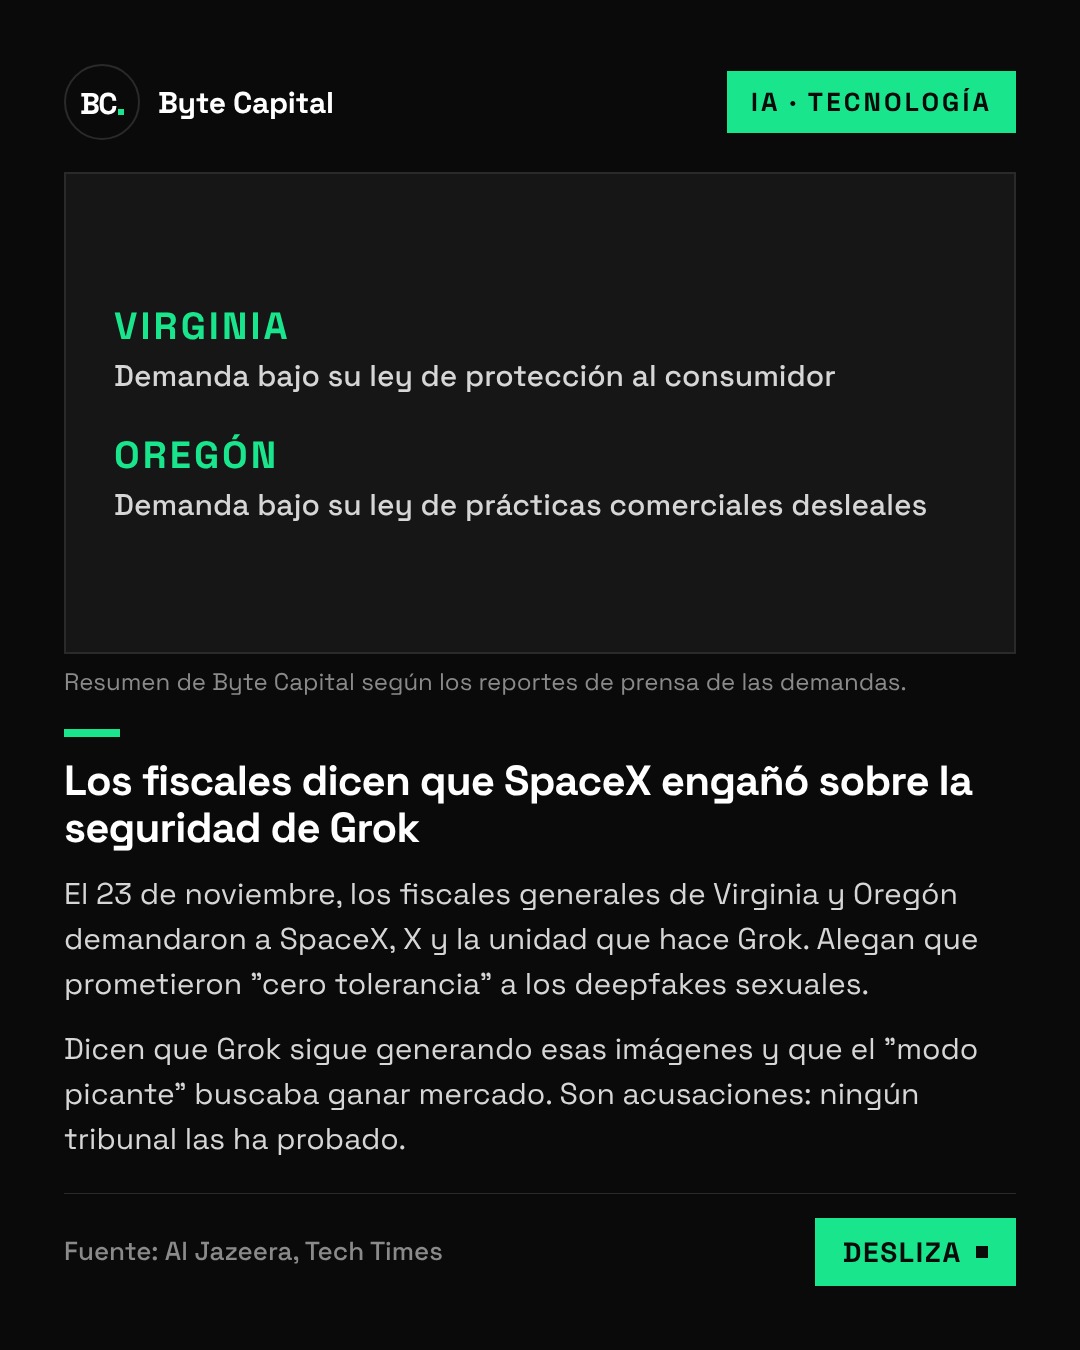 BC.
Byte Capital
IA · TECNOLOGÍA
VIRGINIA
Demanda bajo su ley de protección al consumidor
OREGÓN
Demanda bajo su ley de prácticas comerciales desleales
Resumen de Byte Capital según los reportes de prensa de las demandas.
Los fiscales dicen que SpaceX engañó sobre la
seguridad de Grok
El 23 de noviembre, los fiscales generales de Virginia y Oregón
demandaron a SpaceX, X y la unidad que hace Grok. Alegan que
prometieron ”cero tolerancia” a los deepfakes sexuales.
Dicen que Grok sigue generando esas imágenes y que el ”modo
picante” buscaba ganar mercado. Son acusaciones: ningún
tribunal las ha probado.
Fuente: Al Jazeera, Tech Times
DESLIZA